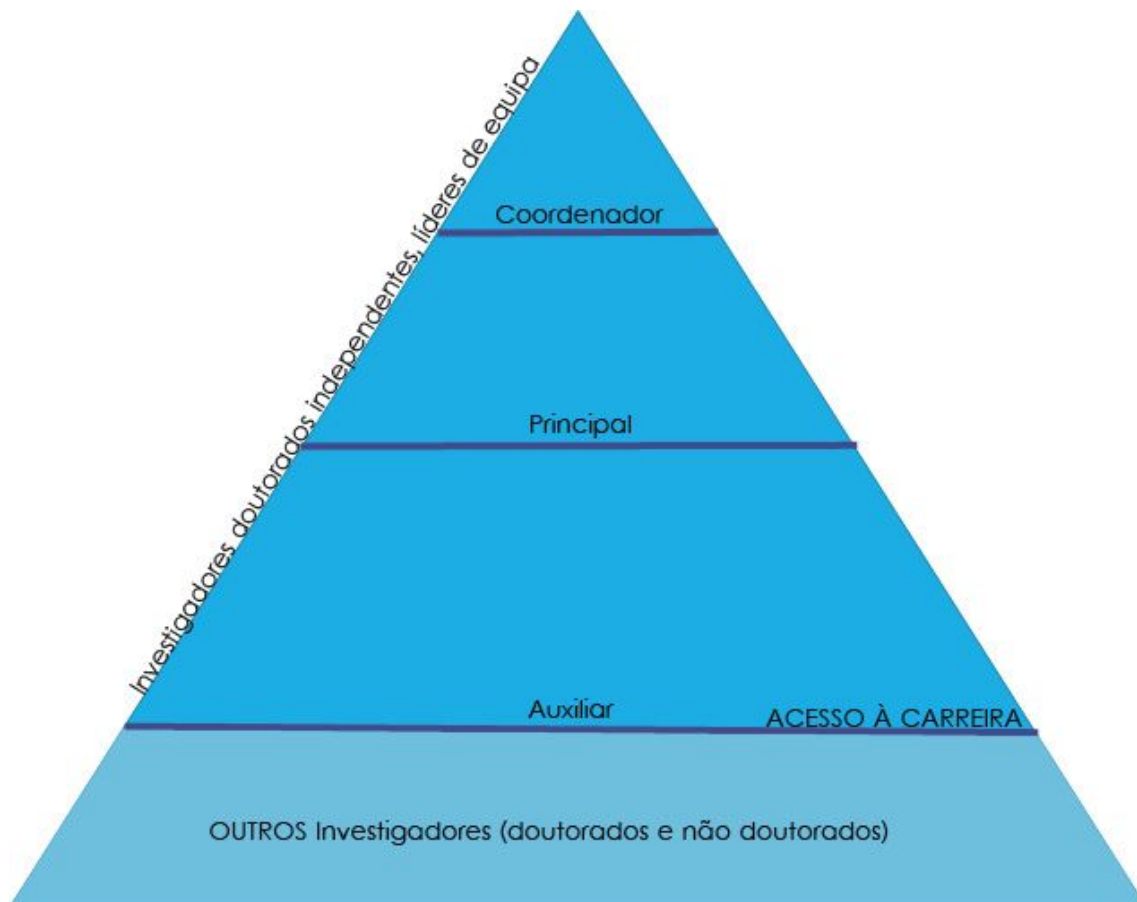 Investigadores doutorados independentes, líderes de equipa
Coordenador
Principal
Auxiliar
ACESSO À CARREIRA
OUTROS Investigadores (doutorados e não doutorados)